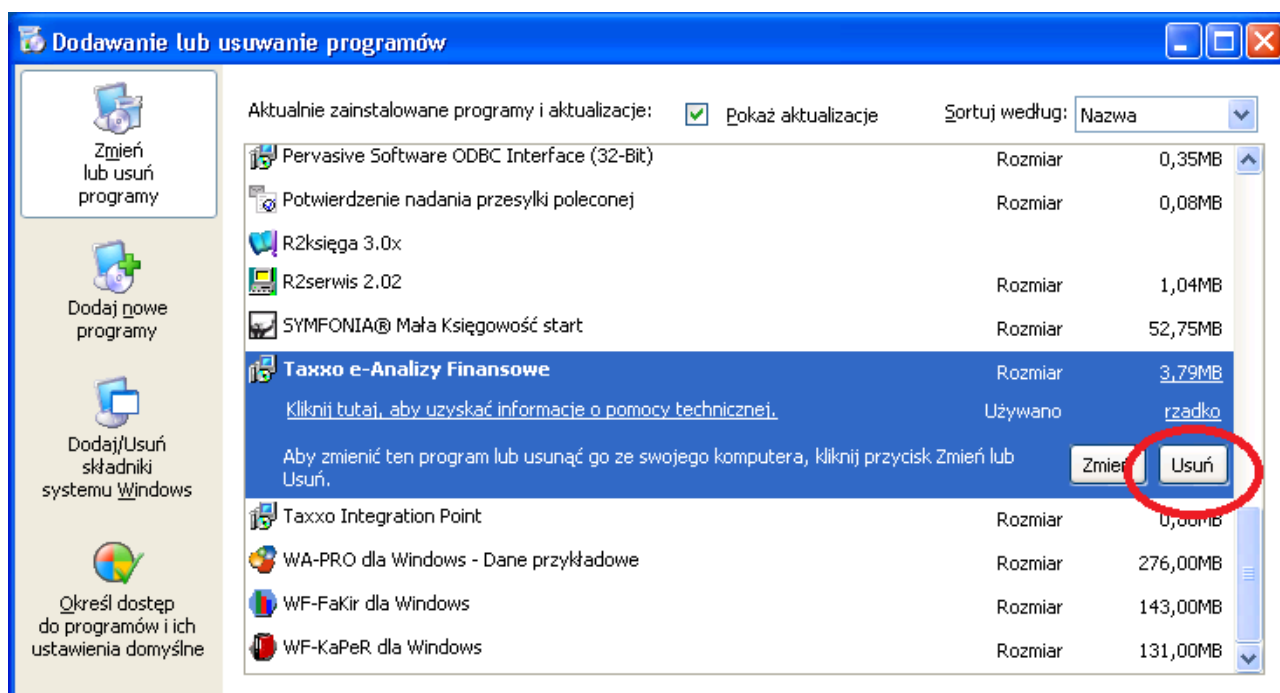 Dodawanie lub usuwanie programów
Zmień
lub usuń
programy
Dodaj nowe
programy
Dodaj/Usuń
składniki
systemu Windows
Określ dostęp
do programów i ich
ustawienia domyślne
Aktualnie zainstalowane programy i aktualizacje: Pokaż aktualizacje Sortuj według: Nazwa
Pervasive Software ODBC Interface (32-Bit) Rozmiar 0,35MB
Potwierdzenie nadania przesylki poleconej Rozmiar 0,08MB
R2księga 3.0x
R2serwis 2.02 Rozmiar 1,04MB
SYMFONIA® Mała Księgowość start Rozmiar 52,75MB
Taxxo e-Analizy Finansowe Rozmiar 3,79MB
Kliknij tutaj, aby uzyskać informacje o pomocy technicznej. Używano rzadko
Aby zmienić ten program lub usunąć go ze swojego komputera, kliknij przycisk Zmień lub
Usuń. Zmień Usuń
Taxxo Integration Point Rozmiar
WA-PRO dla Windows - Dane przykładowe Rozmiar 276,00MB
WF-FaKir dla Windows Rozmiar 143,00MB
WF-KaPeR dla Windows Rozmiar 131,00MB